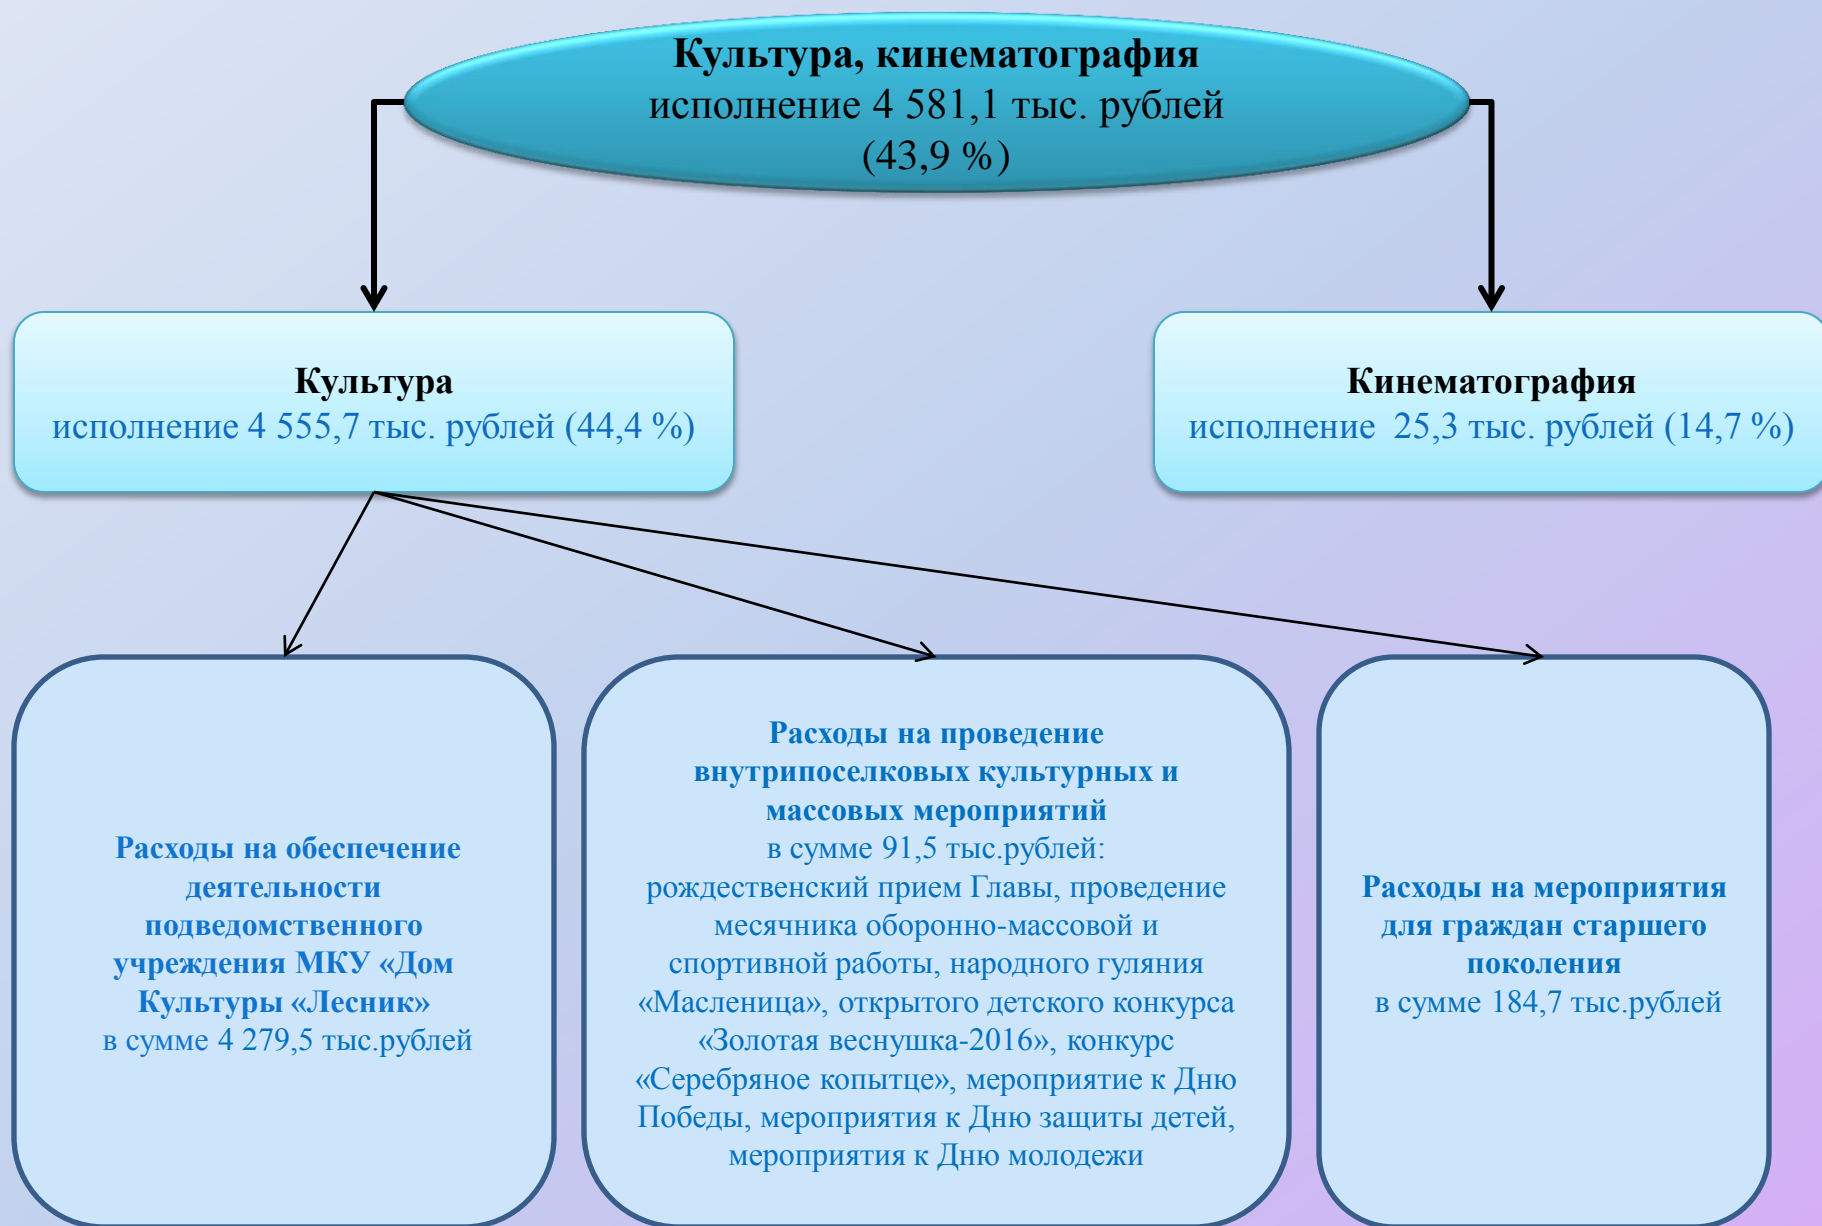 Культура, кинематография
исполнение 4 581,1 тыс. рублей
(43,9 %)
Культура
исполнение 4 555,7 тыс. рублей (44,4 %)
Кинематография
исполнение  25,3 тыс. рублей (14,7 %)
Расходы на обеспечение
деятельности
подведомственного
учреждения МКУ «Дом
Культуры «Лесник»
в сумме 4 279,5 тыс.рублей
Расходы на проведение
внутрипоселковых культурных и
массовых мероприятий
в сумме 91,5 тыс.рублей:
рождественский прием Главы, проведение
месячника оборонно-массовой и
спортивной работы, народного гуляния
«Масленица», открытого детского конкурса
«Золотая веснушка-2016», конкурс
«Серебряное копытце», мероприятие к Дню
Победы, мероприятия к Дню защиты детей,
мероприятия к Дню молодежи
Расходы на мероприятия
для граждан старшего
поколения
в сумме 184,7 тыс.рублей